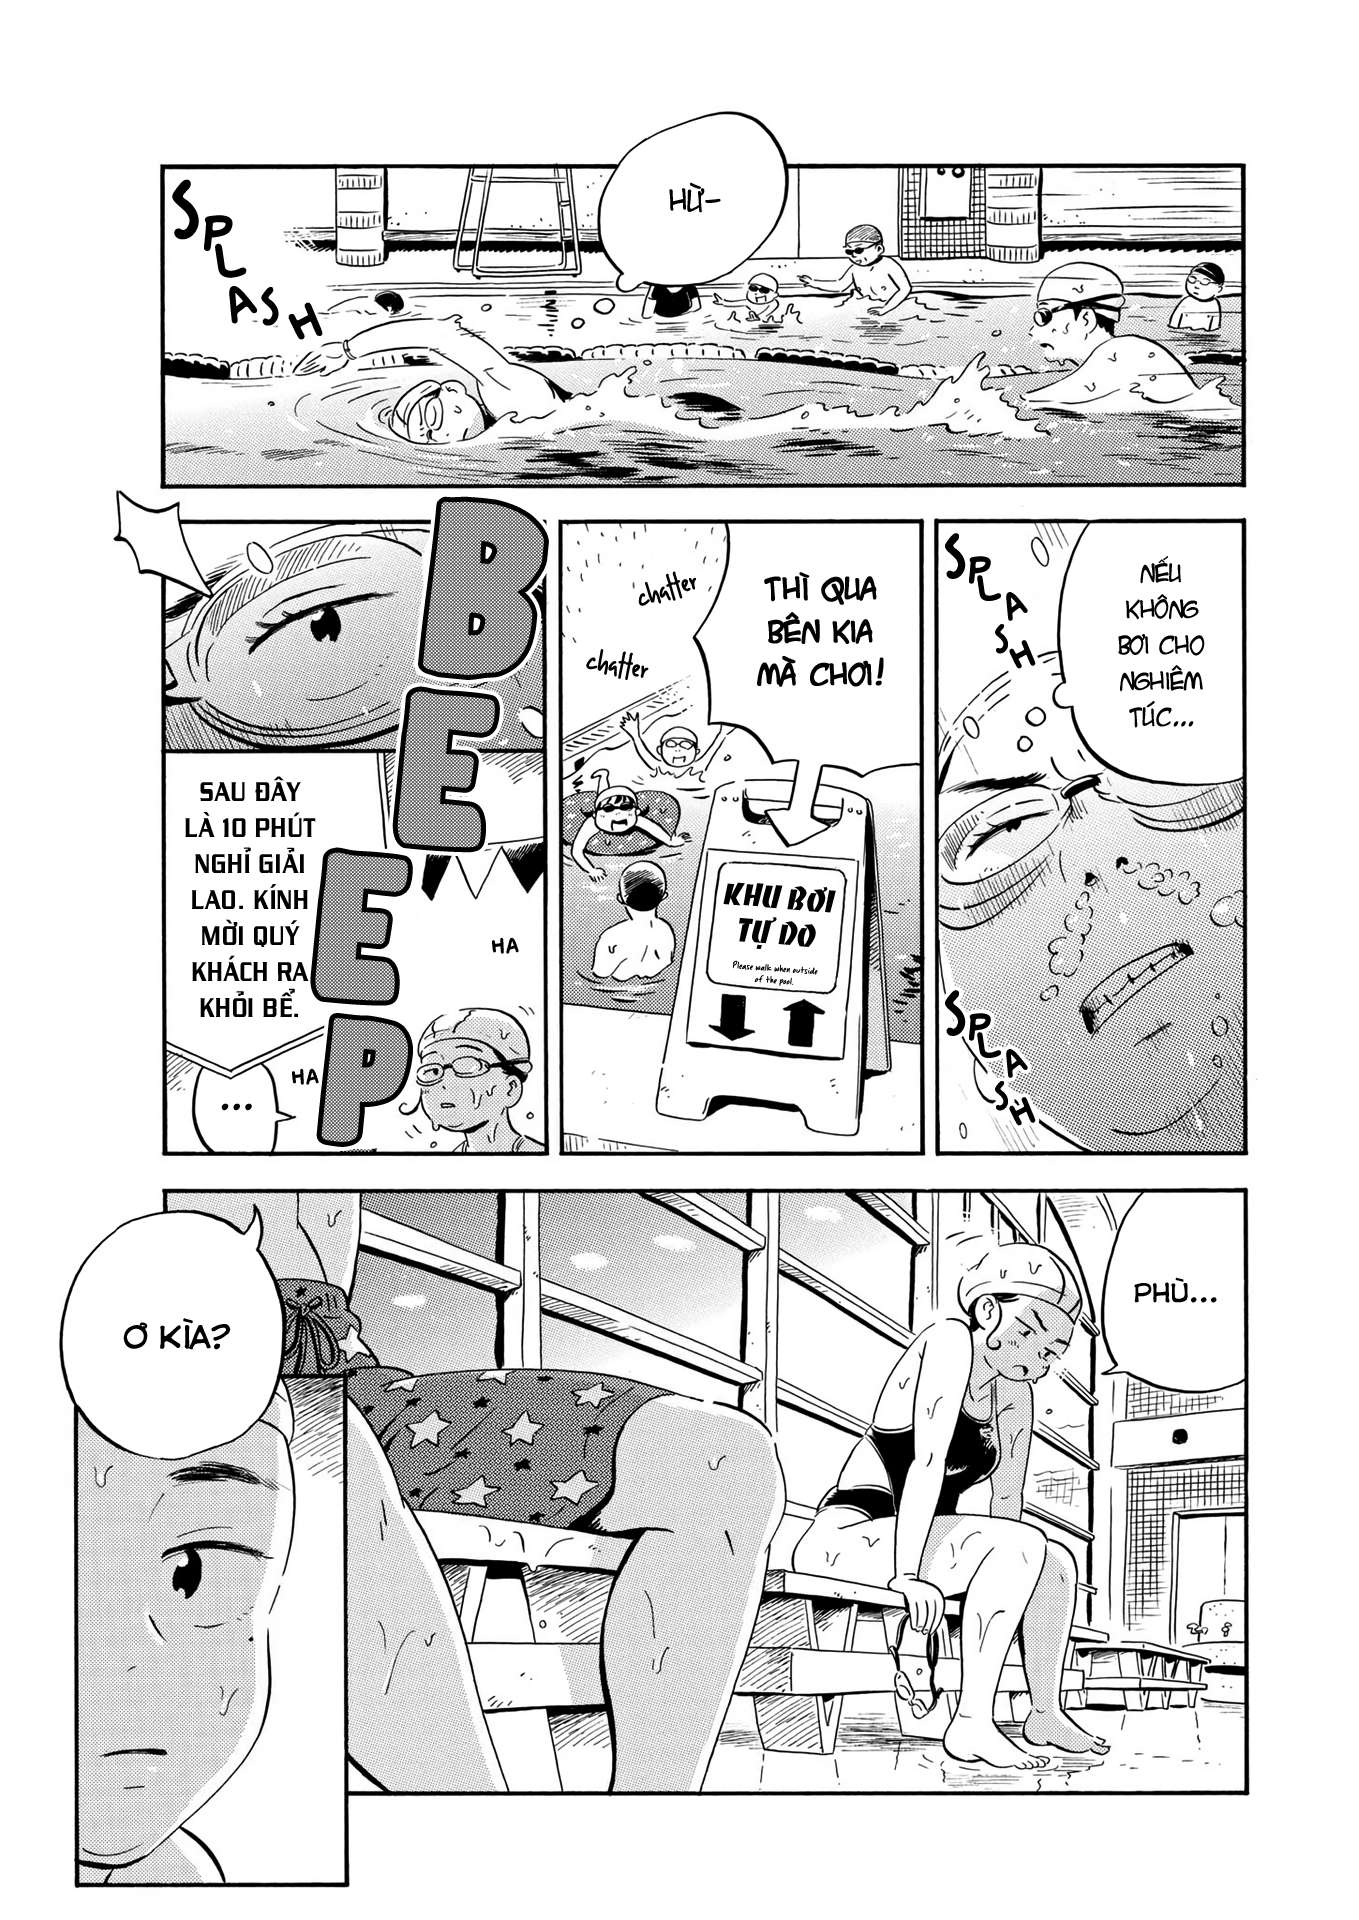 SPLASH
HỪ-
NẾU
KHÔNG
BƠI CHO
NGHIÊM
TÚC...
SPLASH
SPLASH
chatter
chatter
THÌ QUA
BÊN KIA
MÀ CHƠI!
KHU BƠI
TỰ DO
Please walk when outside
of the pool.
BEEEP
SAU ĐÂY
LÀ 10 PHÚT
NGHỈ GIẢI
LAO. KÍNH
MỜI QUÝ
KHÁCH RA
KHỎI BỂ.
HA
HA
...
PHÙ...
Ơ KÌA?